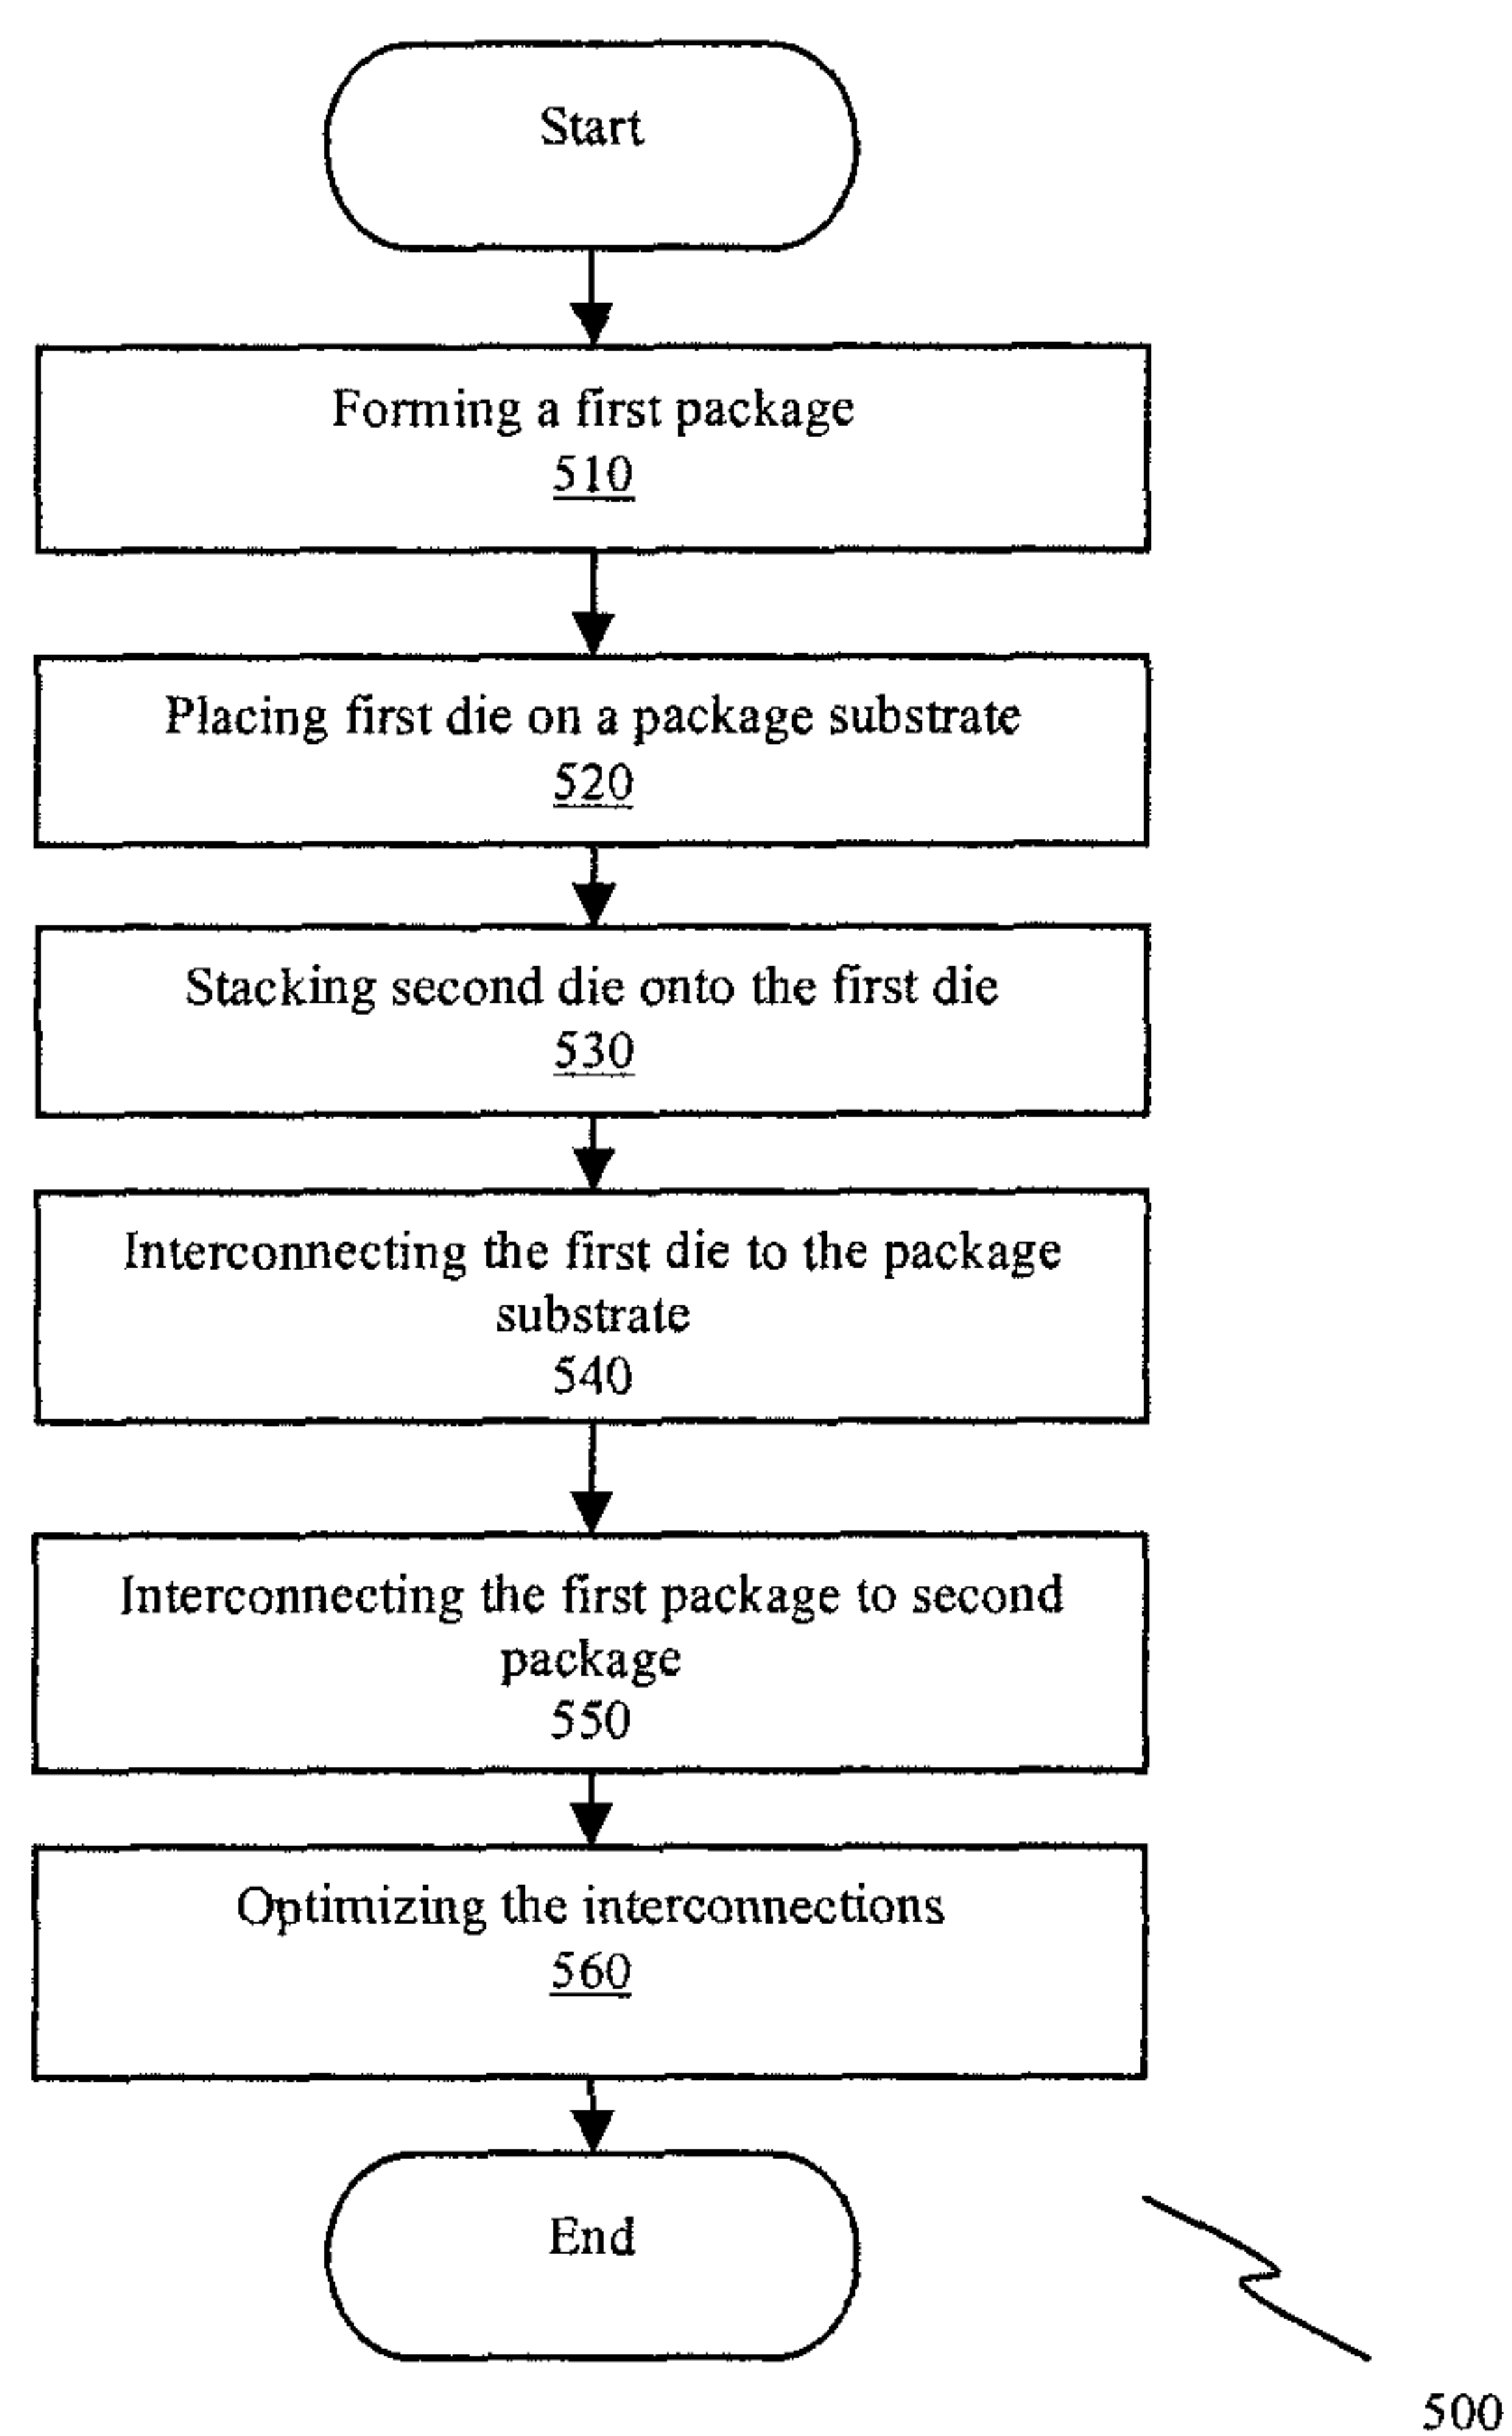 Start
Forming a first package
510
Placing first die on a package substrate
520
Stacking second die onto the first die
530
Interconnecting the first die to the package
substrate
540
Interconnecting the first package to second
package
550
Optimizing the interconnections
560
End
500